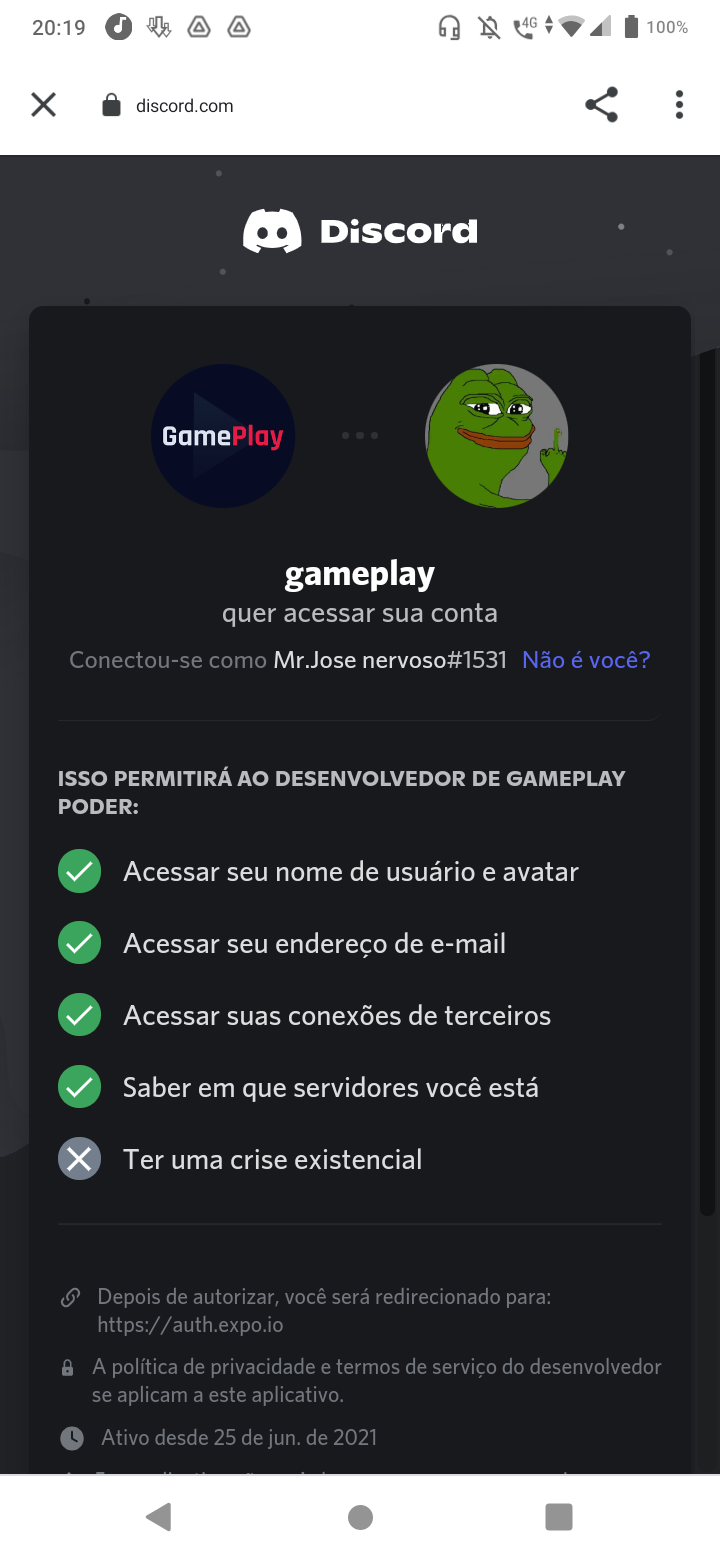 20:19
4G
100%
discord.com
Discord
GamePlay
gameplay
quer acessar sua conta
Conectou-se como Mr.Jose nervoso#1531 Não é você?
ISSO PERMITIRÁ AO DESENVOLVEDOR DE GAMEPLAY
PODER:
Acessar seu nome de usuário e avatar
Acessar seu endereço de e-mail
Acessar suas conexões de terceiros
Saber em que servidores você está
Ter uma crise existencial
Depois de autorizar, você será redirecionado para:
https://auth.expo.io
A política de privacidade e termos de serviço do desenvolvedor
se aplicam a este aplicativo.
Ativo desde 25 de jun. de 2021